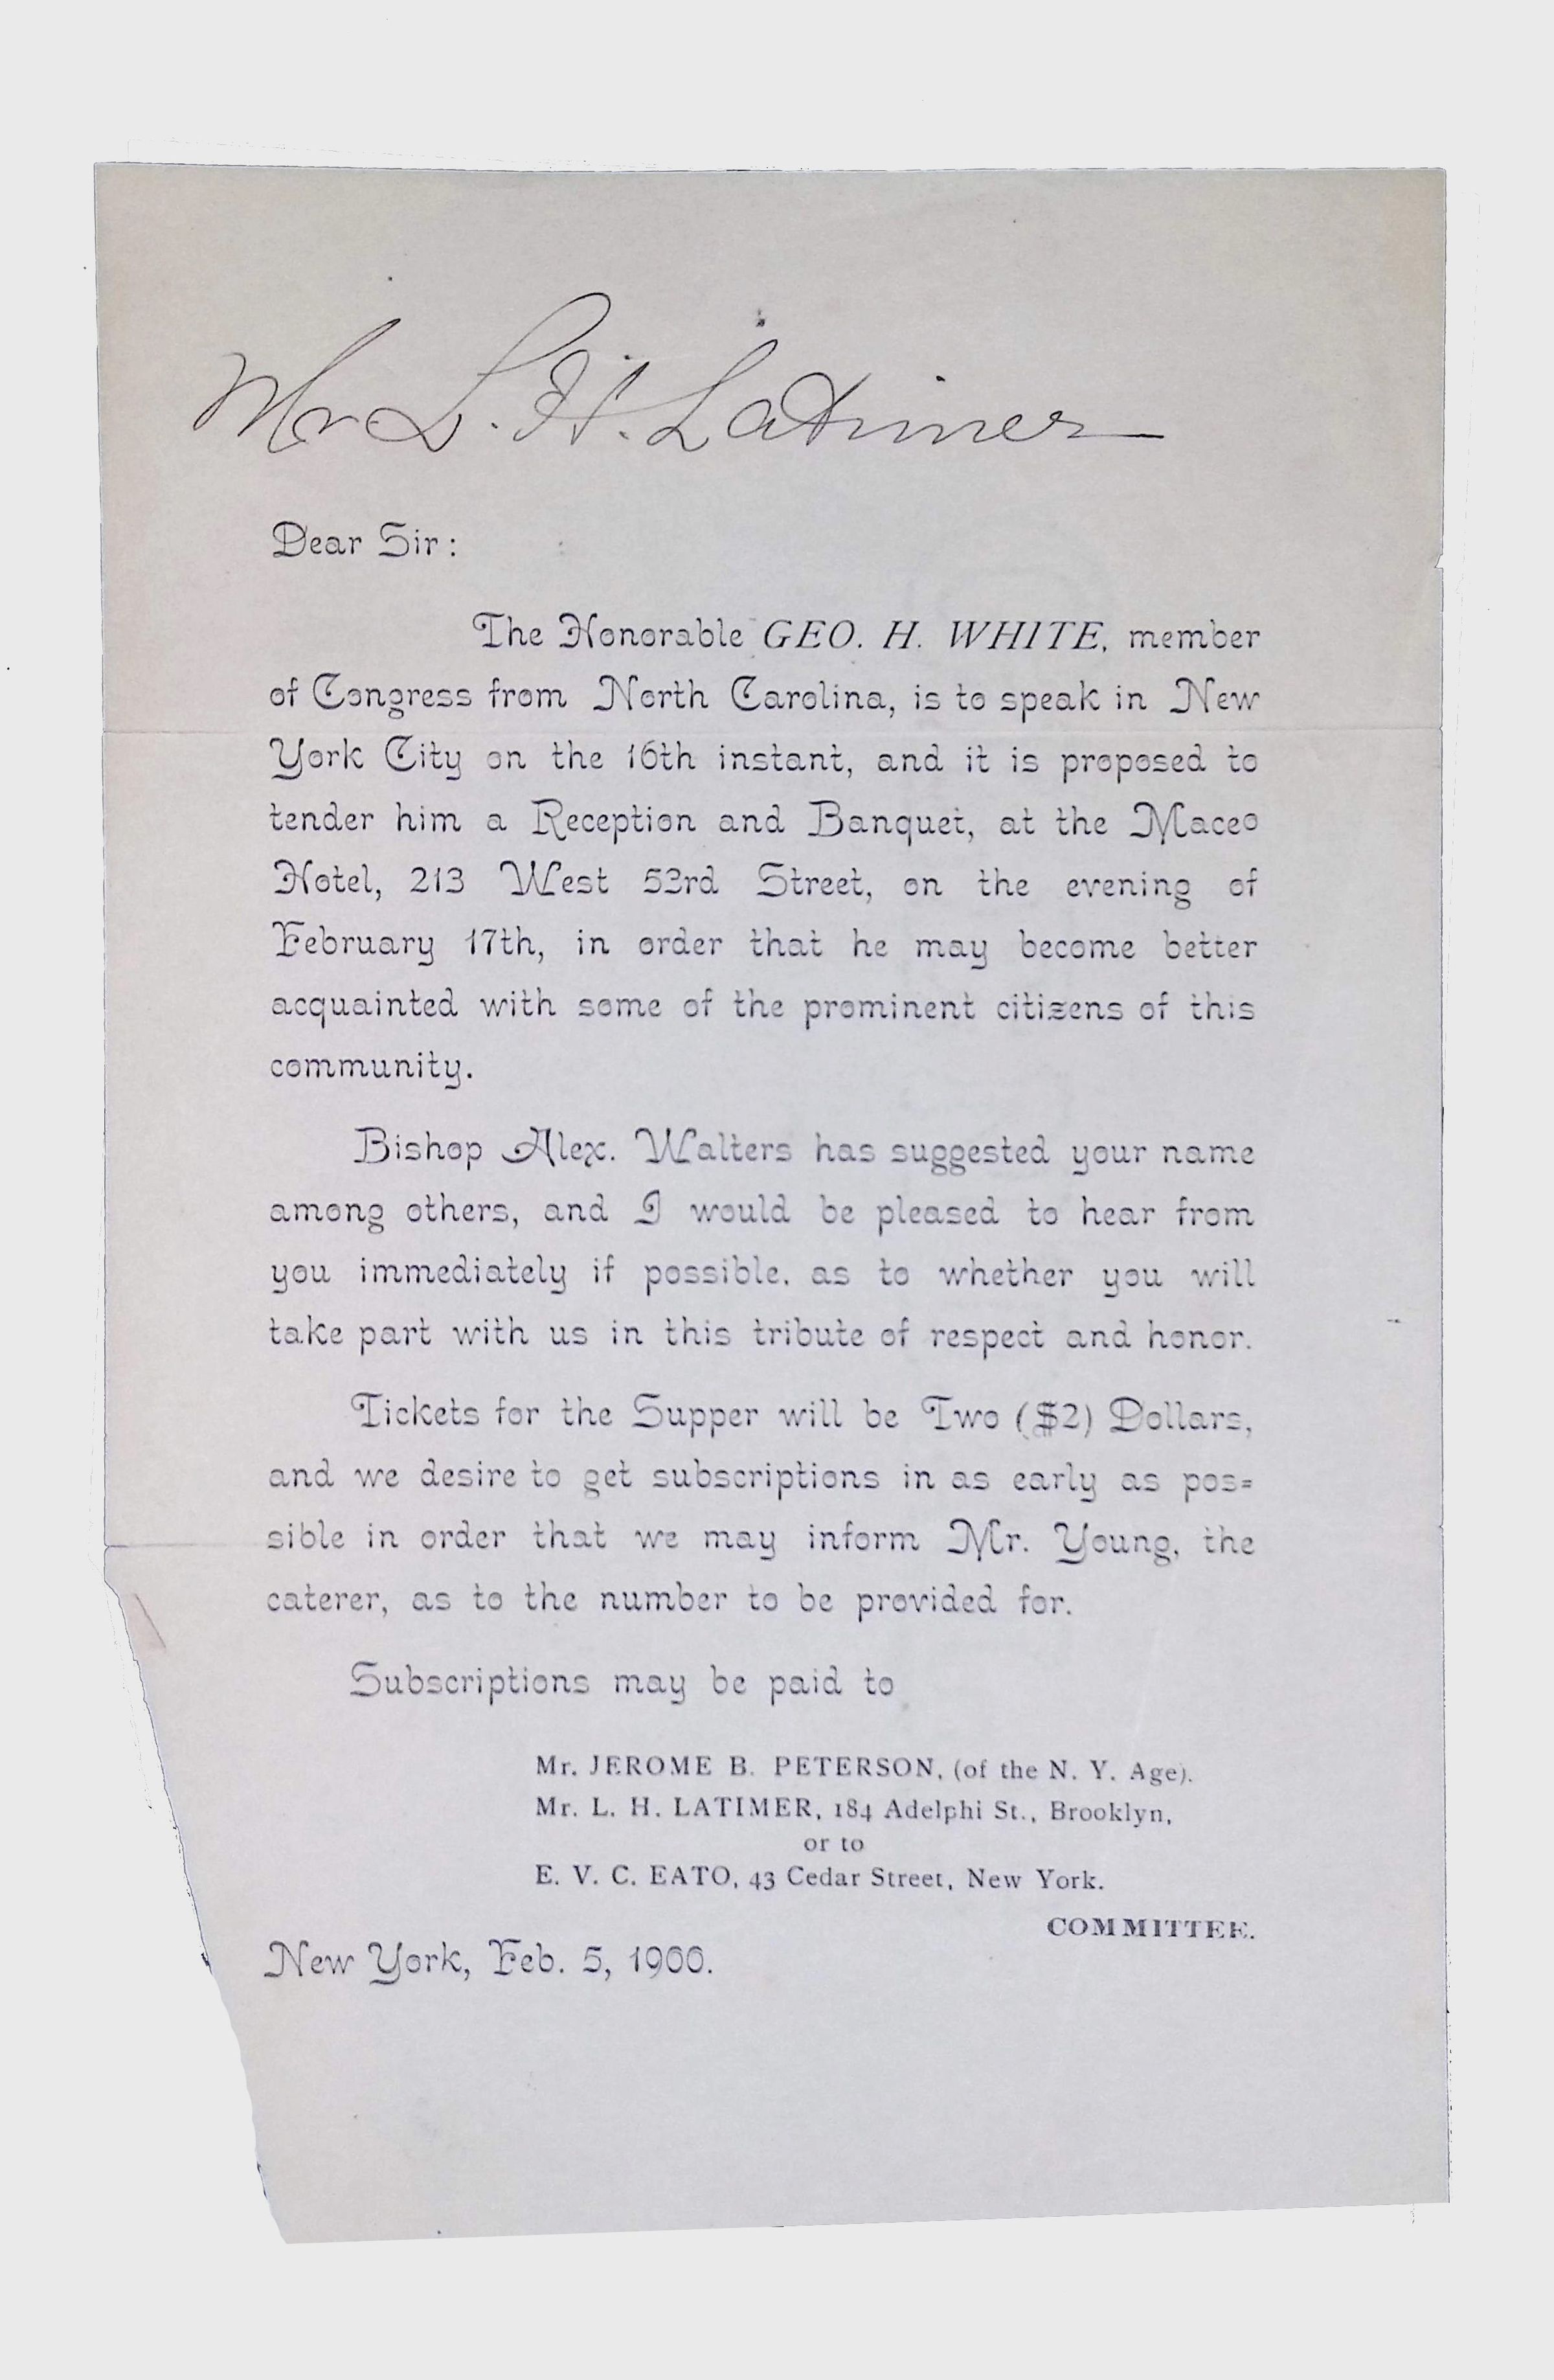 Mr L. H. Latimer
Dear Sir:
The Honorable GEO. H. WHITE, member
of Congress from North Carolina, is to speak in New
York City on the 16th instant, and it is proposed to
tender him a Reception and Banquet, at the Maceo
Hotel, 213 West 53rd Street, on the evening of
February 17th, in order that he may become better
acquainted with some of the prominent citizens of this
community.
Bishop Alex. Walters has suggested your name
among others, and I would be pleased to hear from
you immediately if possible, as to whether you will
take part with us in this tribute of respect and honor.
Tickets for the Supper will be Two ($2) Dollars,
and we desire to get subscriptions in as early as pos=
sible in order that we may inform Mr. Young, the
caterer, as to the number to be provided for.
Subscriptions may be paid to
Mr. JEROME B. PETERSON, (of the N. Y. Age).
Mr. L. H. LATIMER, 184 Adelphi St., Brooklyn,
or to
E. V. C. EATO, 43 Cedar Street, New York.
COMMITTEE.
New York, Feb. 5, 1900.